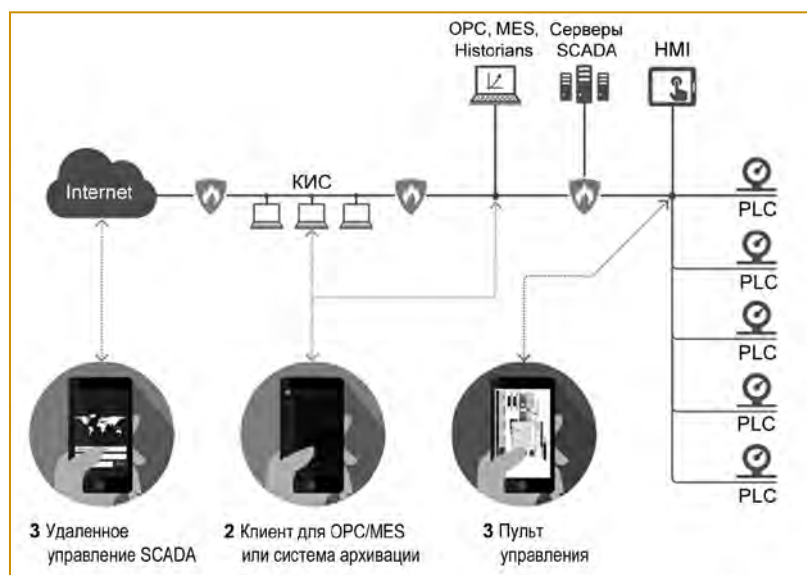 OPC, MES,
Historians
Серверы
SCADA
HMI
Internet
КИС
PLC
PLC
PLC
PLC
PLC
3 Удаленное
управление SCADA
2 Клиент для OPC/MES
или система архивации
3 Пульт
управления